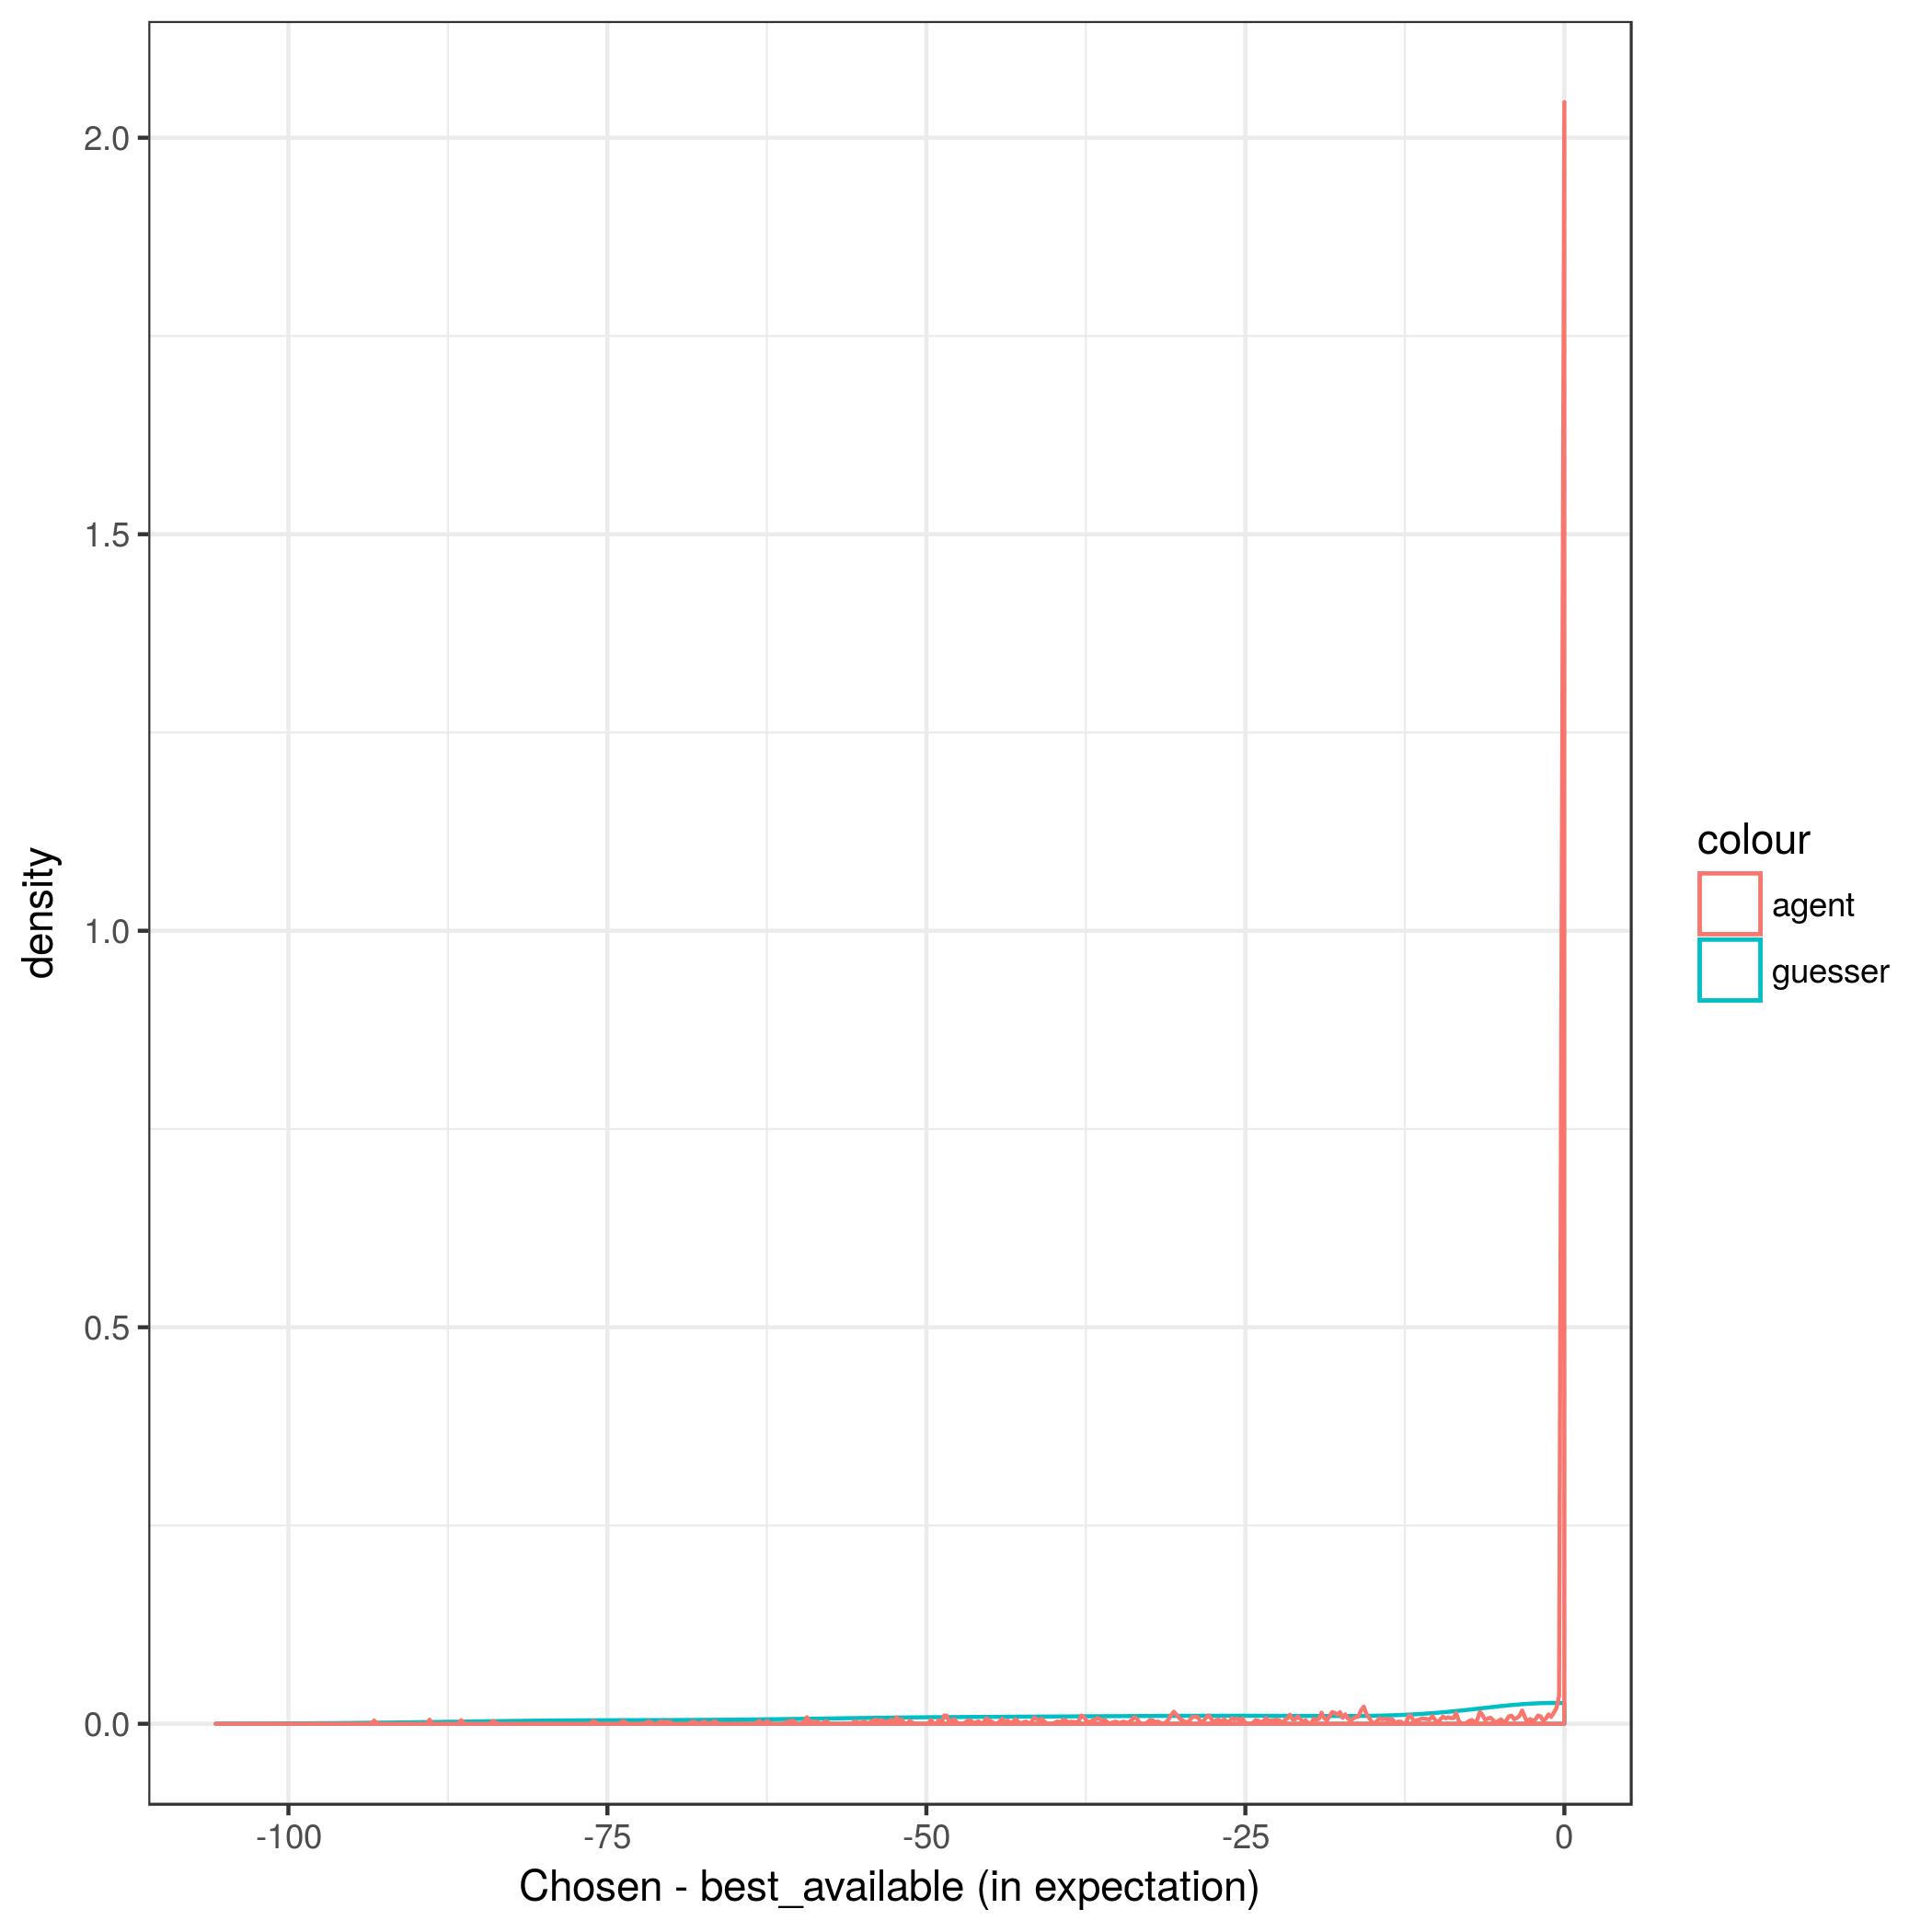 2.0
1.5
1.0
0.5
0.0
density
-100
-75
-50
-25
0
Chosen - best_available (in expectation)
colour
agent
guesser